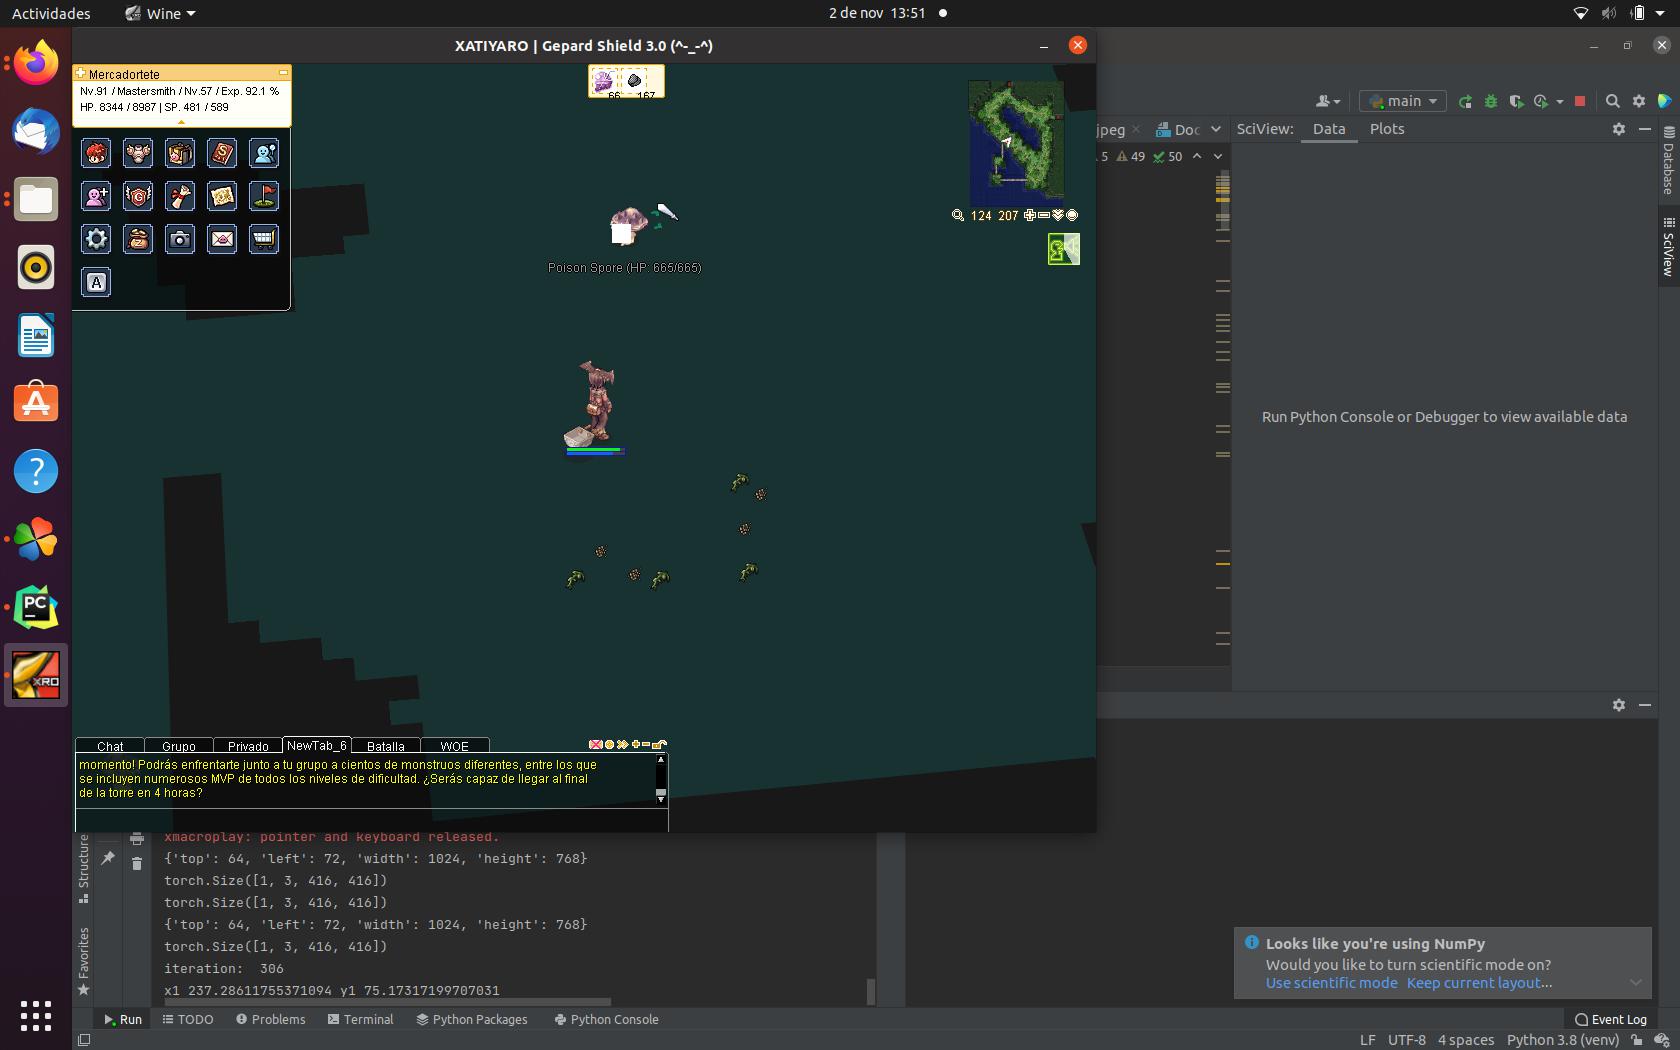 Actividades
Wine
2 de nov 13:51
XATIYARO | Gepard Shield 3.0 (^-_-^)
Mercadortete
Nv.91 / Mastersmith / Nv.57 / Exp. 92.1 %
HP. 8344 / 8987 | SP. 481 / 589
66 167
124 207
A
Poison Spore (HP: 665/665)
Chat Grupo Privado NewTab_6 Batalla WOE
momento! Podrás enfrentarte junto a tu grupo a cientos de monstruos diferentes, entre los que
se incluyen numerosos MVP de todos los niveles de dificultad. ¿Serás capaz de llegar al final
de la torre en 4 horas?
main
jpeg
Doc
SciView: Data Plots
5 49 50
Database
SciView
Run Python Console or Debugger to view available data
PC
XRO
xmacroplay: pointer and keyboard released.
{'top': 64, 'left': 72, 'width': 1024, 'height': 768}
torch.Size([1, 3, 416, 416])
torch.Size([1, 3, 416, 416])
{'top': 64, 'left': 72, 'width': 1024, 'height': 768}
torch.Size([1, 3, 416, 416])
iteration:  306
x1 237.28611755371094 y1 75.17317199707031
Structure
Favorites
Looks like you're using NumPy
Would you like to turn scientific mode on?
Use scientific mode Keep current layout...
Run TODO Problems Terminal Python Packages Python Console
Event Log
LF UTF-8 4 spaces Python 3.8 (venv)